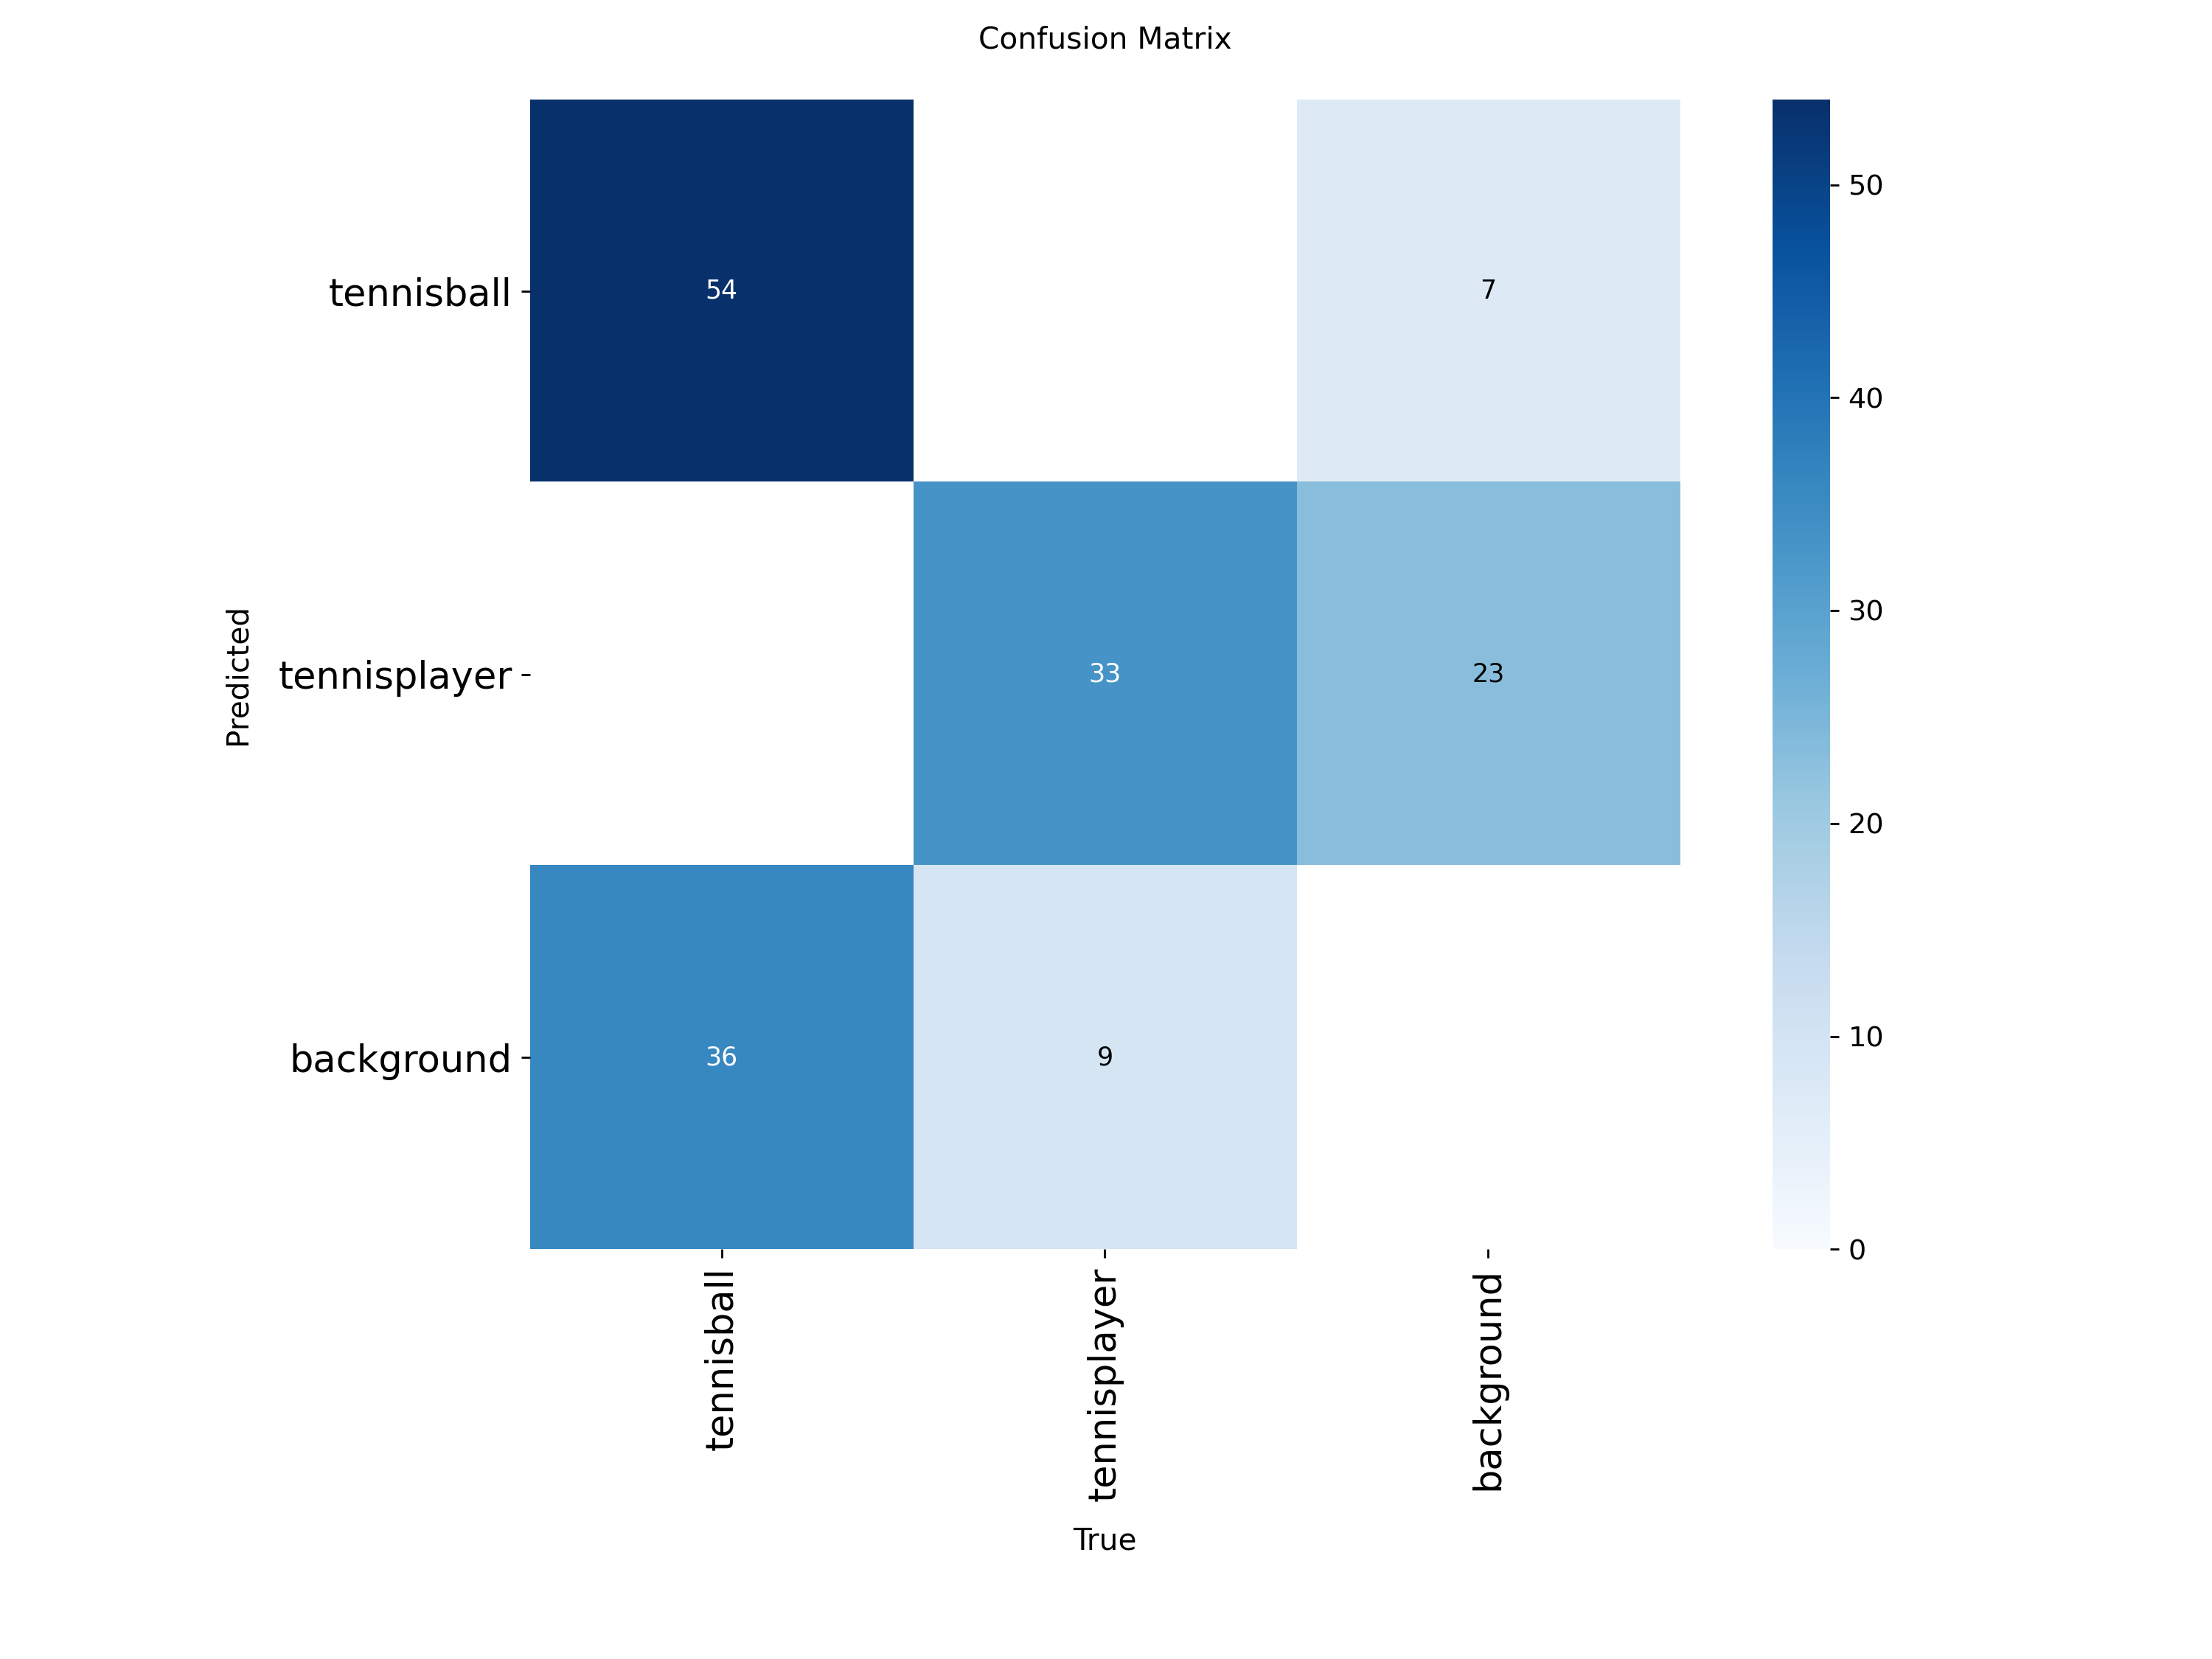 Confusion Matrix
tennisball
54
7
tennisplayer
33
23
background
36
9
Predicted
tennisball
tennisplayer
background
True
50
40
30
20
10
0